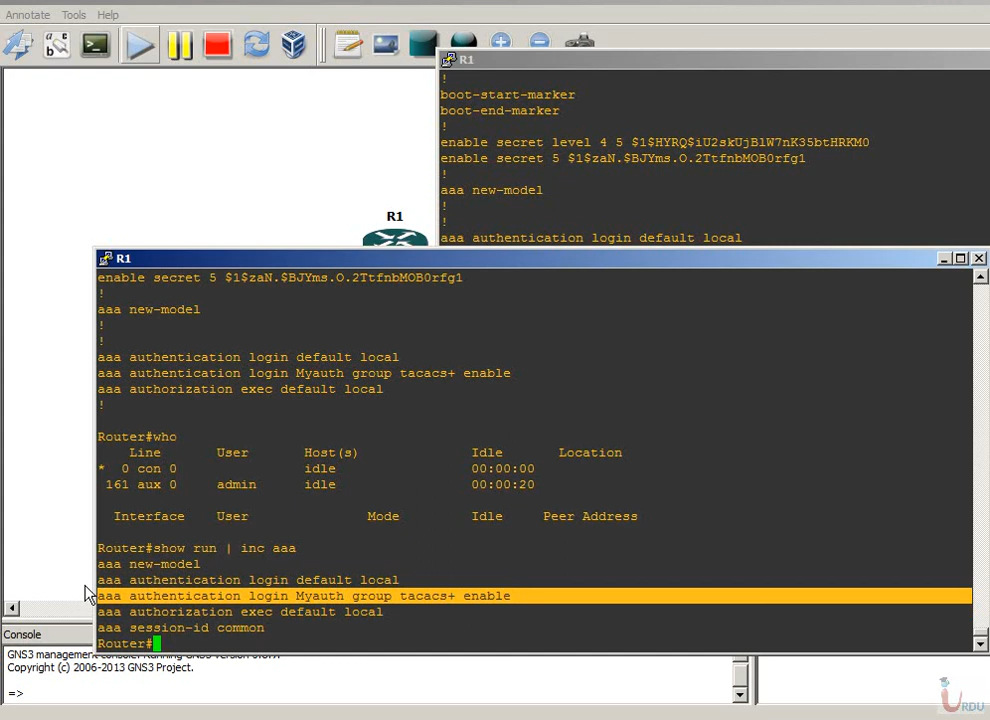 Annotate Tools Help
R1
!
boot-start-marker
boot-end-marker
!
enable secret level 4 5 $1$HYRQ$iU2skUjBlW7nK35btHRKM0
enable secret 5 $1$zaN.$BJYms.O.2TtfnbMOB0rfg1
!
aaa new-model
!
!
aaa authentication login default local
R1
R1
enable secret 5 $1$zaN.$BJYms.O.2TtfnbMOB0rfg1
!
aaa new-model
!
!
aaa authentication login default local
aaa authentication login Myauth group tacacs+ enable
aaa authorization exec default local
!
Router#who
Line User Host(s) Idle Location
* 0 con 0 idle 00:00:00
161 aux 0 admin idle 00:00:20
Interface User Mode Idle Peer Address
Router#show run | inc aaa
aaa new-model
aaa authentication login default local
aaa authentication login Myauth group tacacs+ enable
aaa authorization exec default local
aaa session-id common
Router#
Console
GNS3 management console.
Copyright (c) 2006-2013 GNS3 Project.
=>
URDU